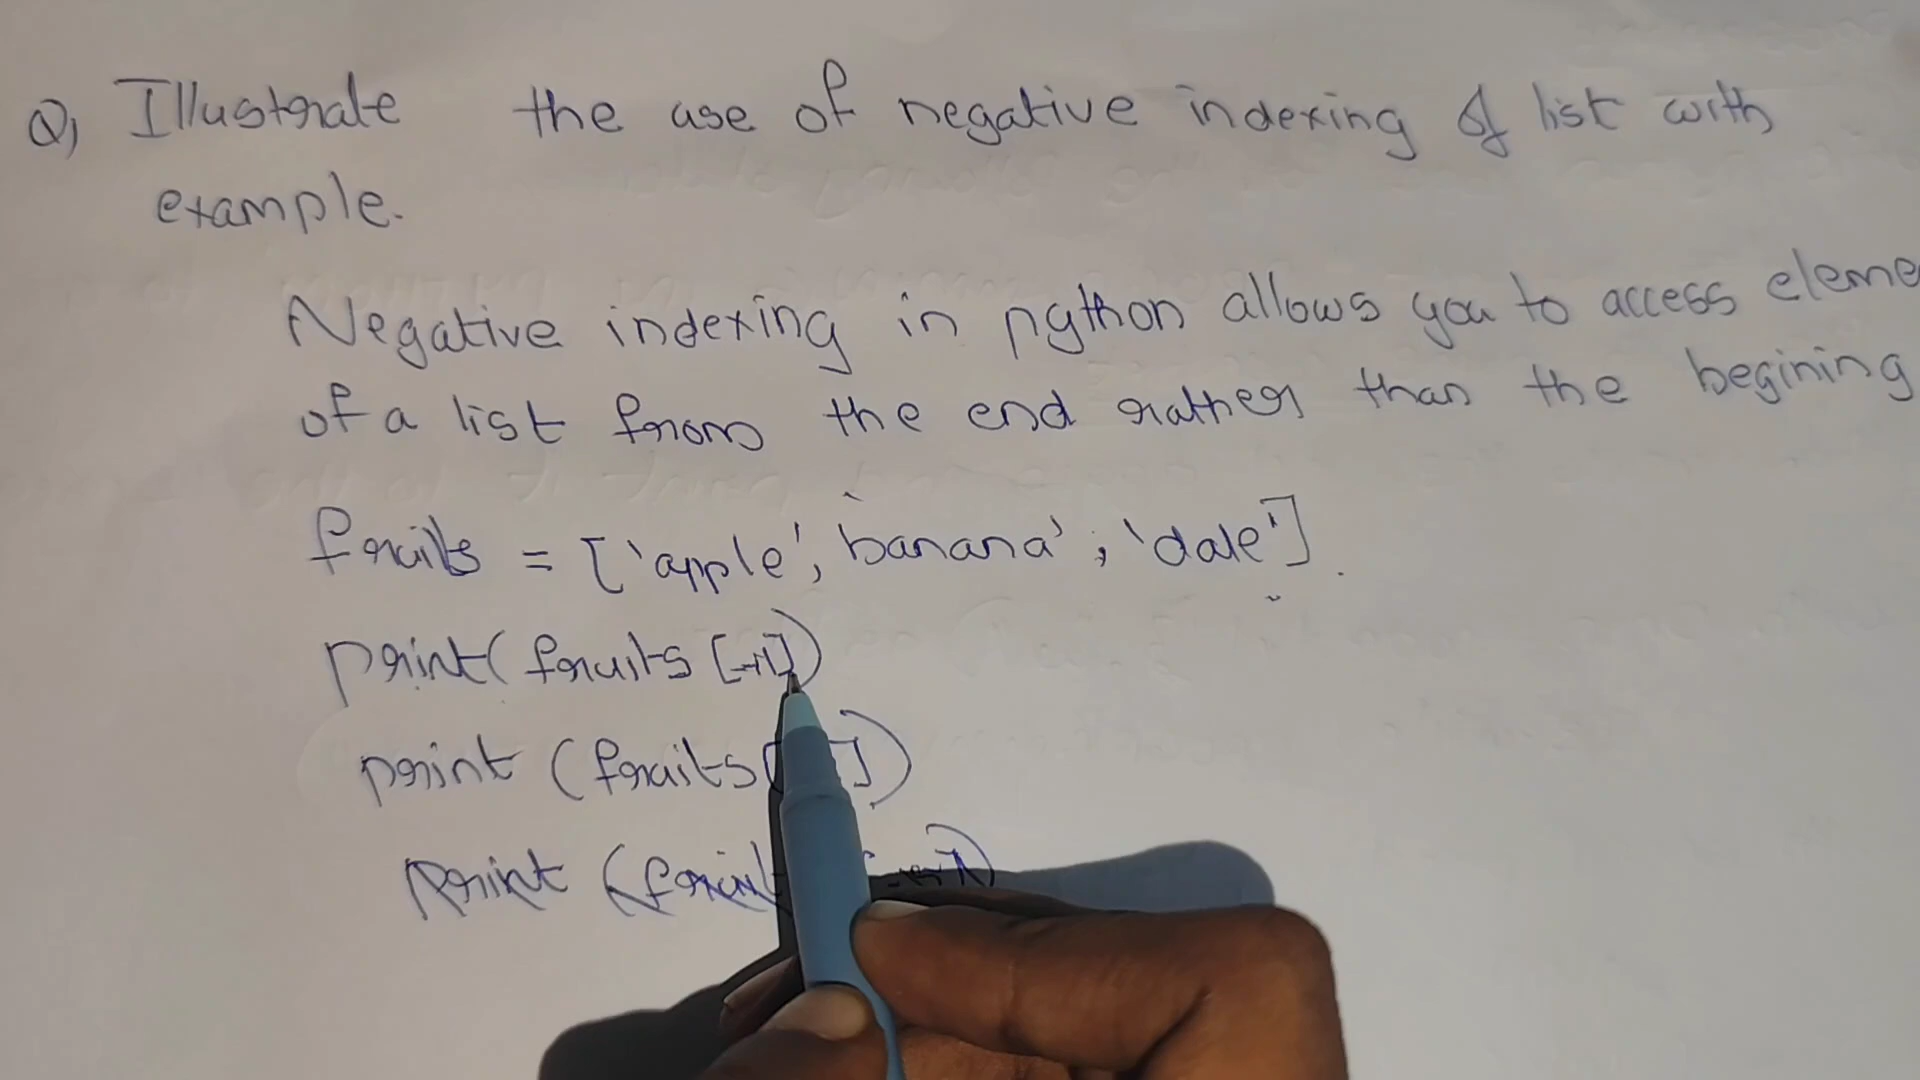 Q) Illustrate the use of negative indexing of list with
example.
Negative indexing in python allows you to access eleme
of a list from the end rather than the begining
fruits = ['apple', 'banana', 'date']
print(fruits [-1])
print (fruits[ ])
print (fruit